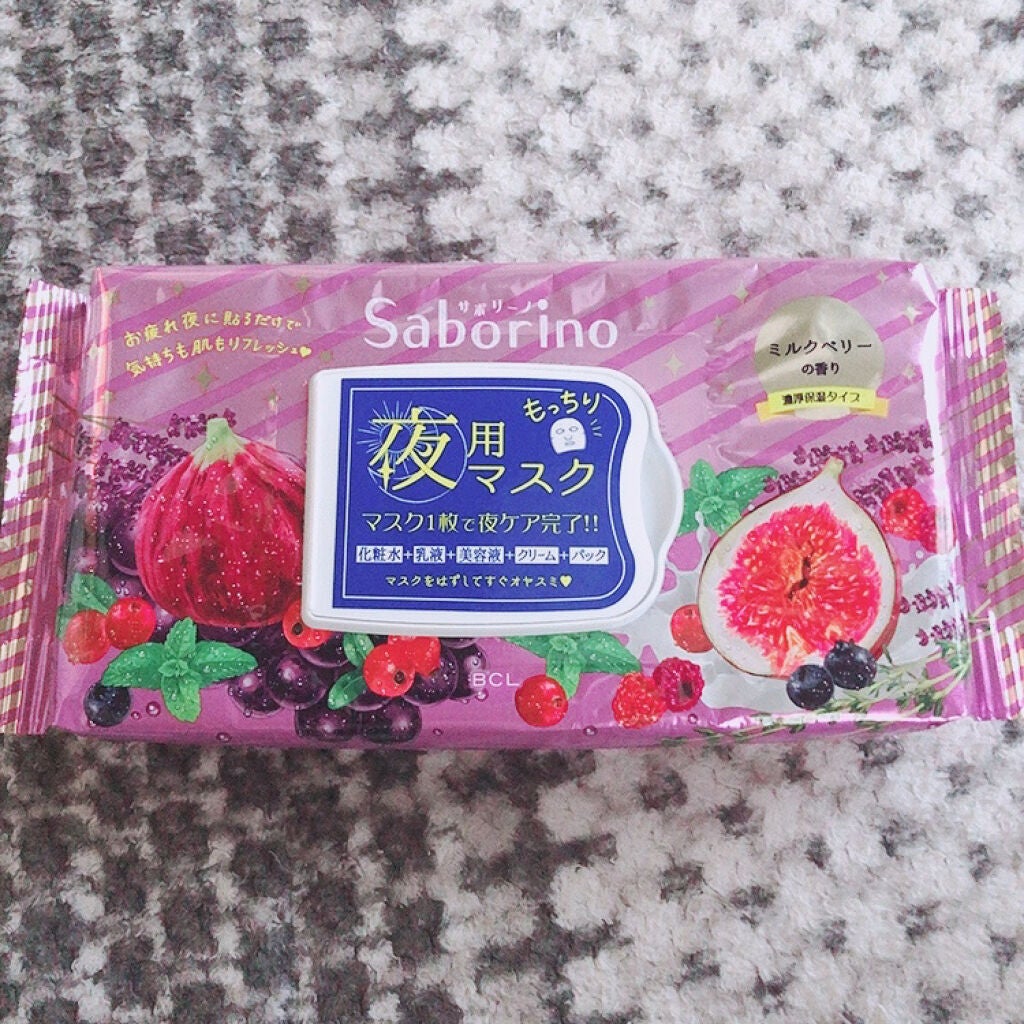 サボリーノ
Saborino
お疲れ夜に貼るだけで
気持ちも肌もリフレッシュ♥
ミルクベリー
の香り
濃厚保湿タイプ
もっちり
夜用
マスク
マスク1枚で夜ケア完了!!
化粧水+乳液+美容液+クリーム+パック
マスクをはずしてすぐオヤスミ♥
BCL